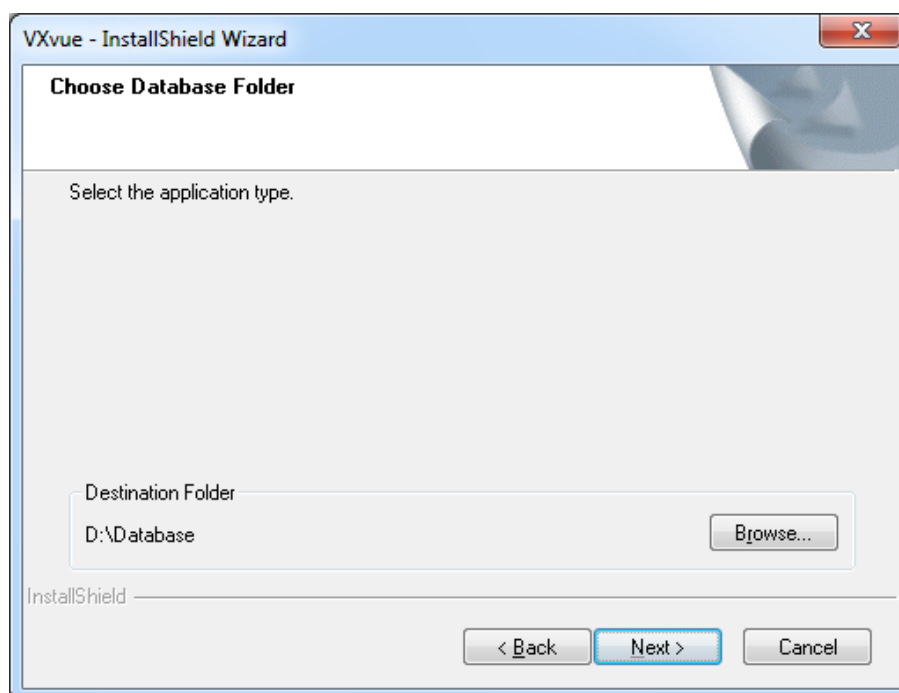 VXvue - InstallShield Wizard
Choose Database Folder
Select the application type.
Destination Folder
D:\Database
Browse...
InstallShield
< Back
Next >
Cancel